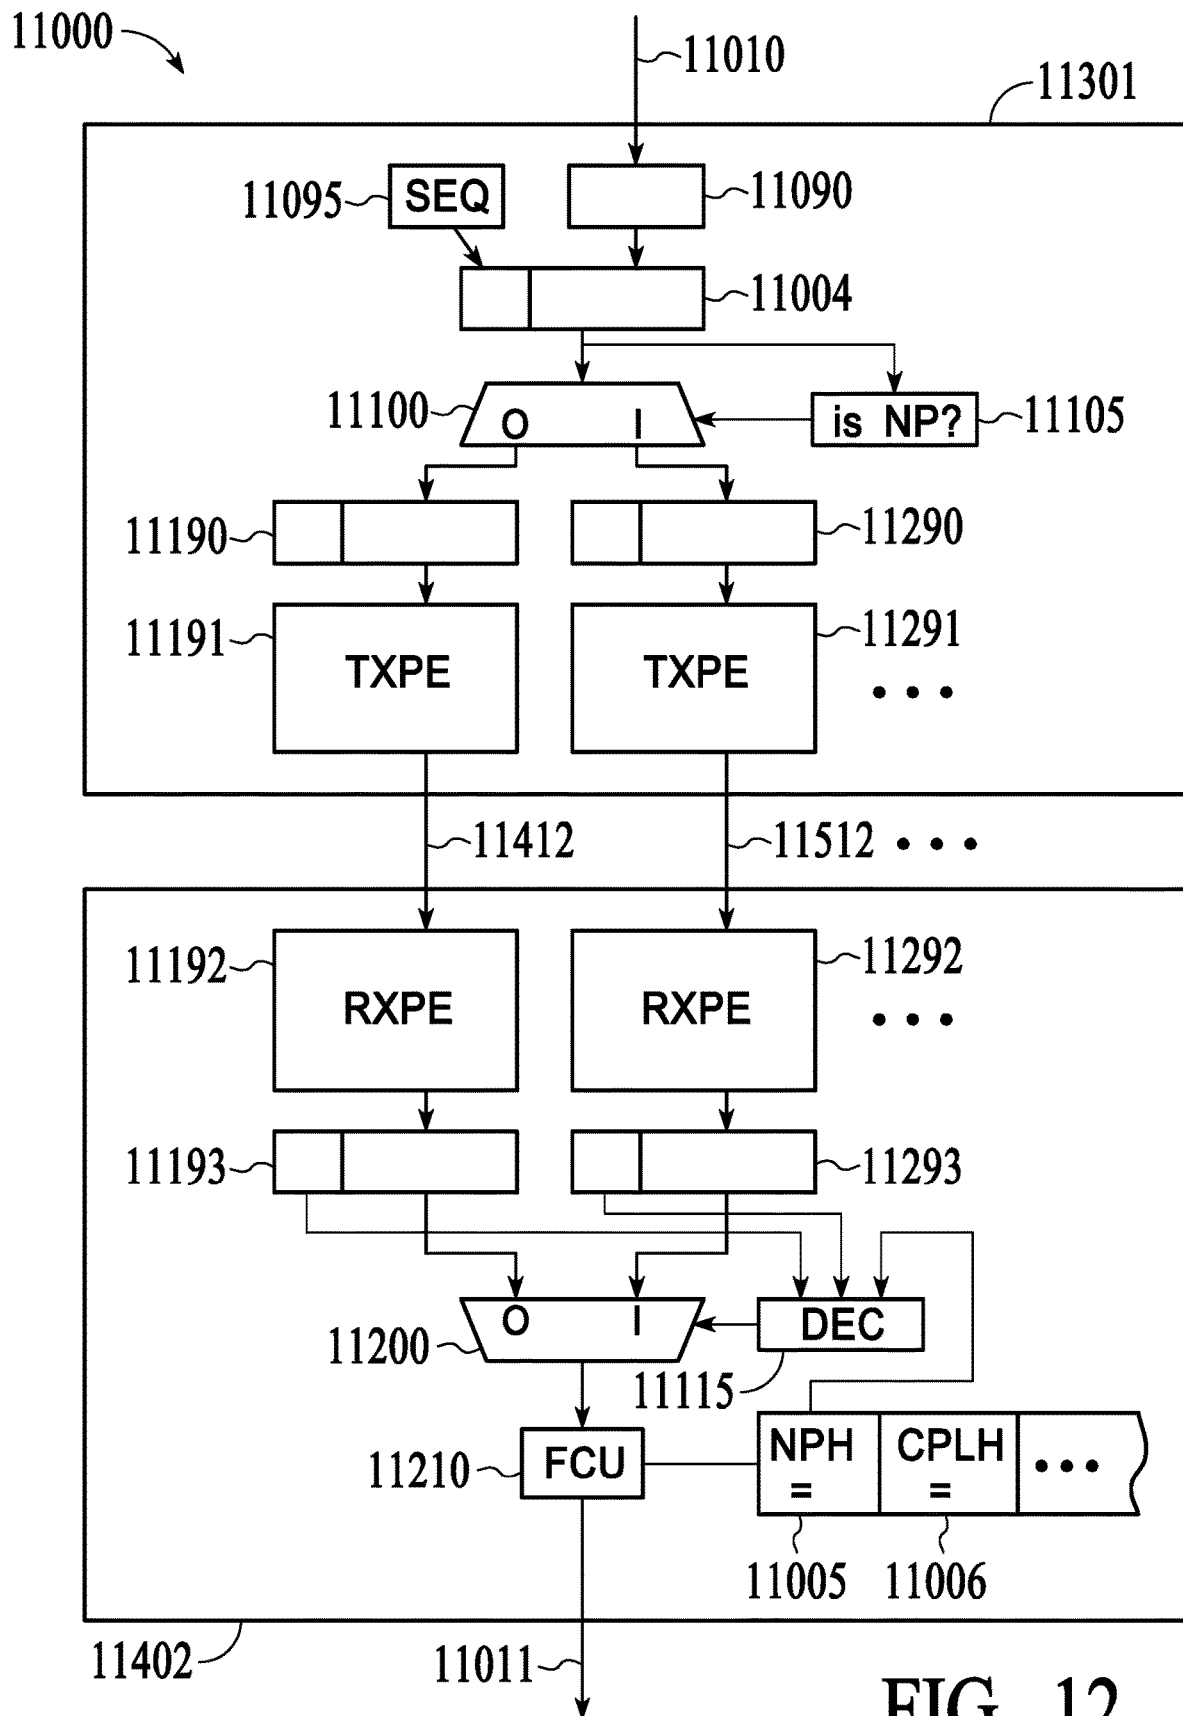 11000
11010
11301
11095
SEQ
11090
11004
11100
O I
is NP?
11105
11190
11290
11191
TXPE
TXPE
11291
• • •
11412
11512 • • •
11192
RXPE
RXPE
11292
• • •
11193
11293
O I
DEC
11200
11115
11210
FCU
NPH
=
CPLH
=
• • •
11005
11006
11402
11011
FIG. 12